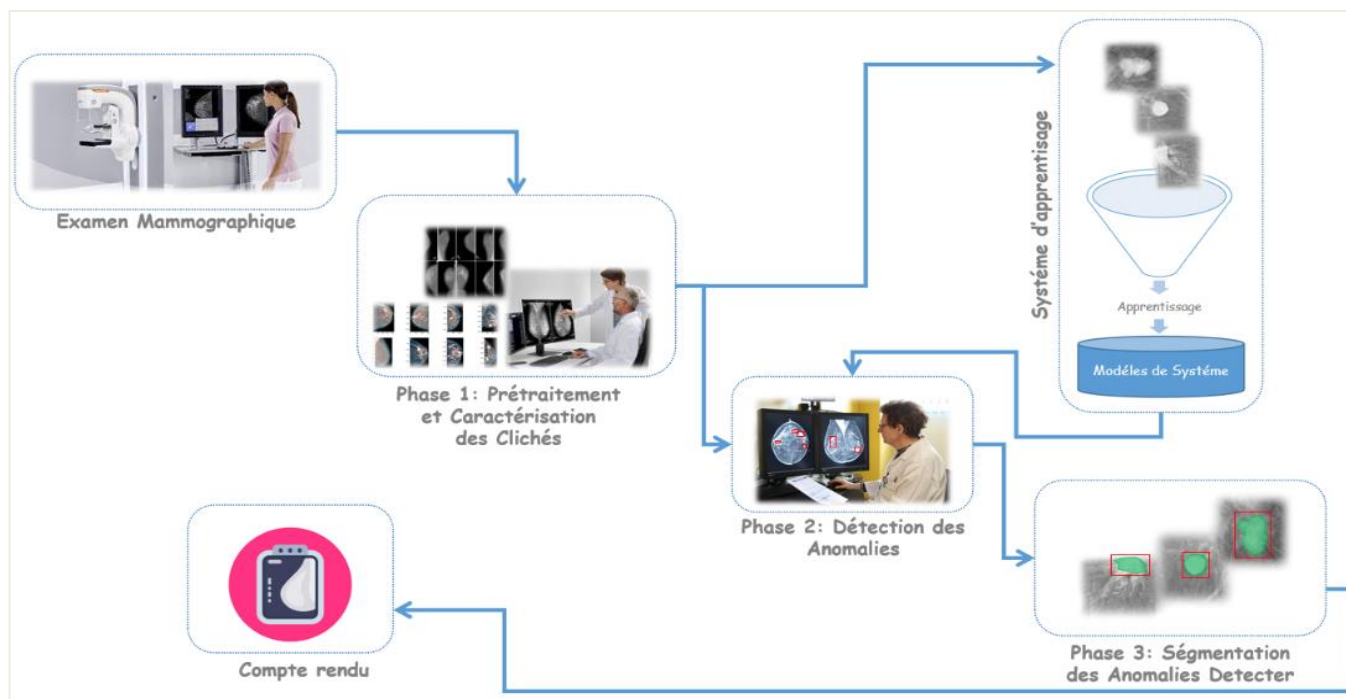 Examen Mammographique
Phase 1: Prétraitement
et Caractérisation
des Clichés
Systéme d'apprentisage
Apprentissage
Modéles de Systéme
Phase 2: Détection des
Anomalies
Phase 3: Ségmentation
des Anomalies Detecter
Compte rendu